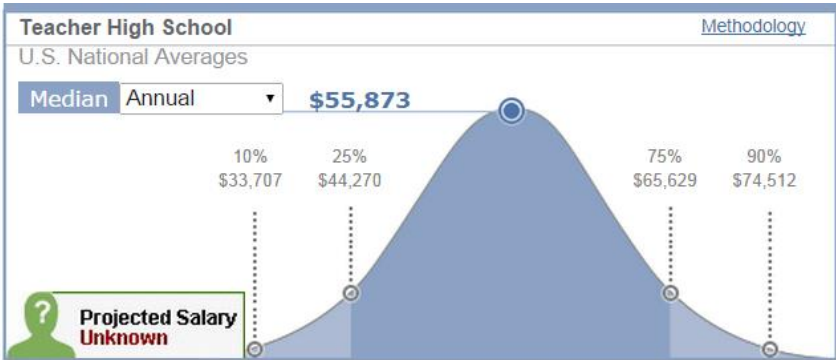 Teacher High School
Methodology
U.S. National Averages
Median Annual $55,873
10% 25% 75% 90%
$33,707 $44,270 $65,629 $74,512
?
Projected Salary
Unknown